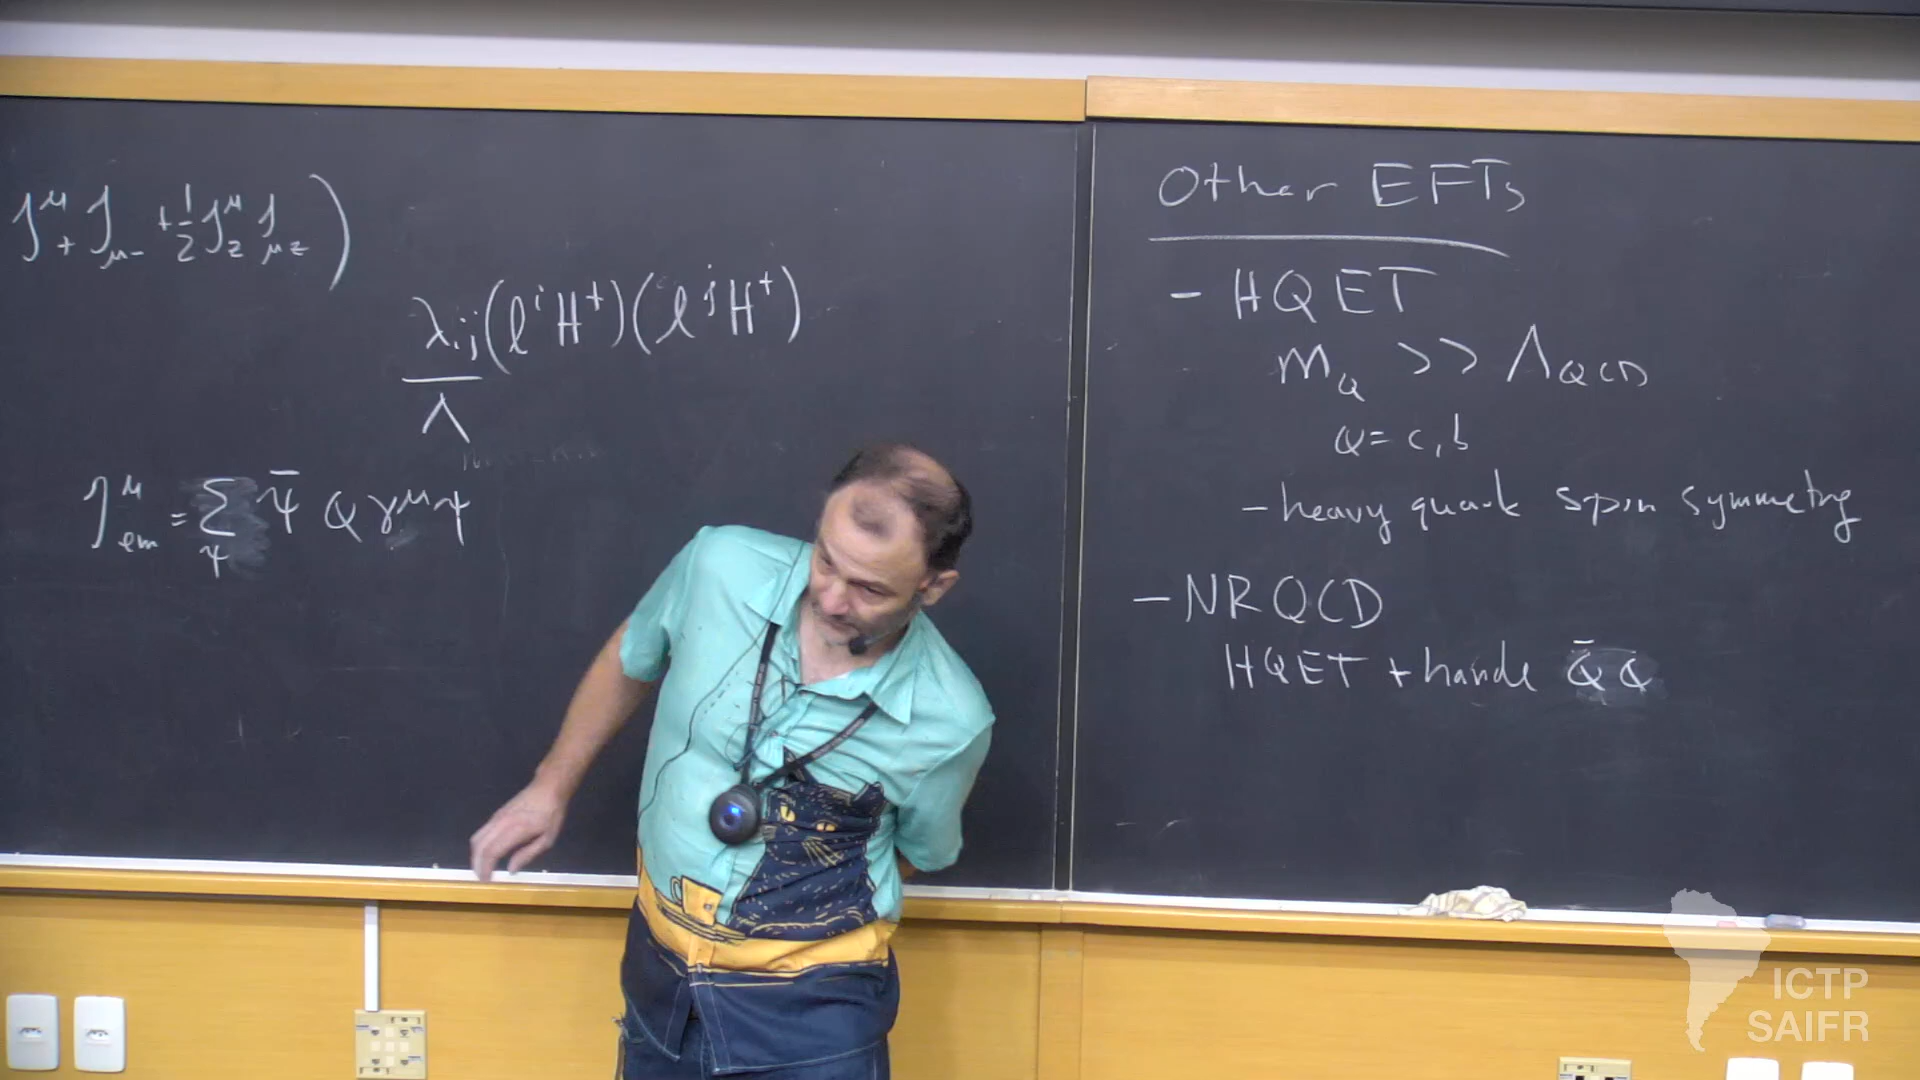 J^μ_+ J_μ- + 1/2 J^μ_z J_μz )
λij/Λ (l^i H^+)(l^j H^+)
J^μ_em = Σ_ψ ψ̄ Q γ^μ ψ
Other EFTs
- HQET
m_Q >> Λ_QCD
Q = c, b
- heavy quark spin symmetry
- NRQCD
HQET + handle Q̄ Q
ICTP
SAIFR